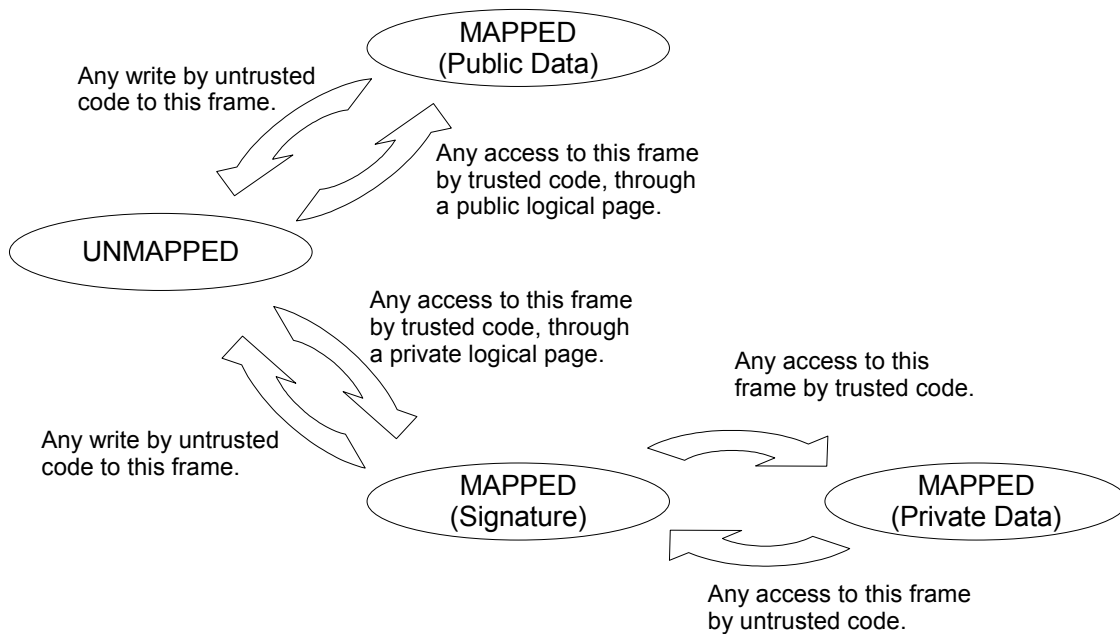 MAPPED
(Public Data)
Any write by untrusted
code to this frame.
Any access to this frame
by trusted code, through
a public logical page.
UNMAPPED
Any access to this frame
by trusted code, through
a private logical page.
Any access to this
frame by trusted code.
Any write by untrusted
code to this frame.
MAPPED
(Signature)
MAPPED
(Private Data)
Any access to this frame
by untrusted code.